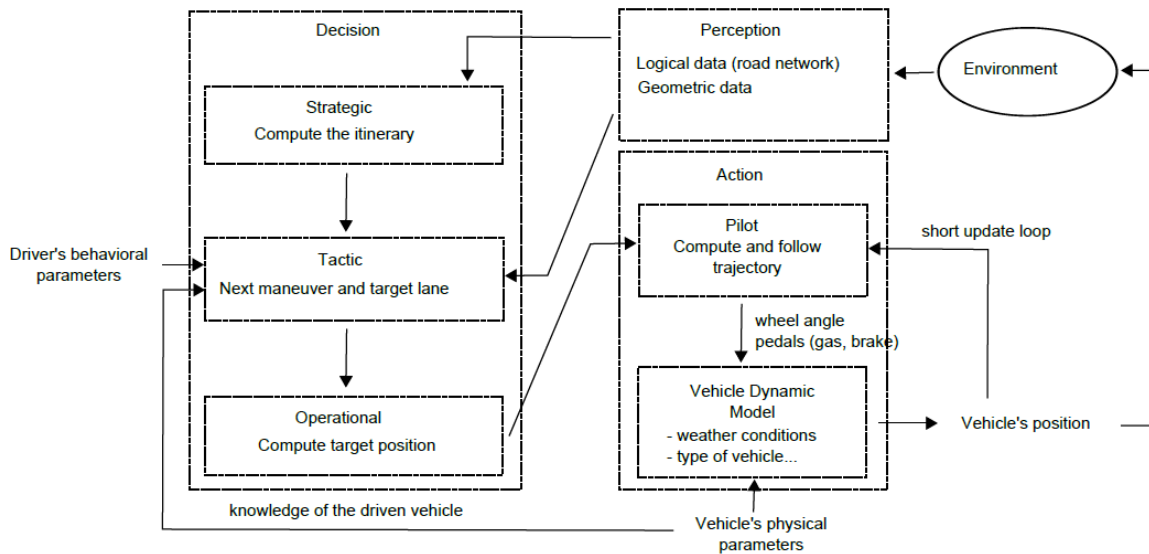 Decision
Strategic
Compute the itinerary
Driver's behavioral
parameters
Tactic
Next maneuver and target lane
Operational
Compute target position
knowledge of the driven vehicle
Perception
Logical data (road network)
Geometric data
Environment
Action
Pilot
Compute and follow
trajectory
short update loop
wheel angle
pedals (gas, brake)
Vehicle Dynamic
Model
- weather conditions
- type of vehicle...
Vehicle's position
Vehicle's physical
parameters